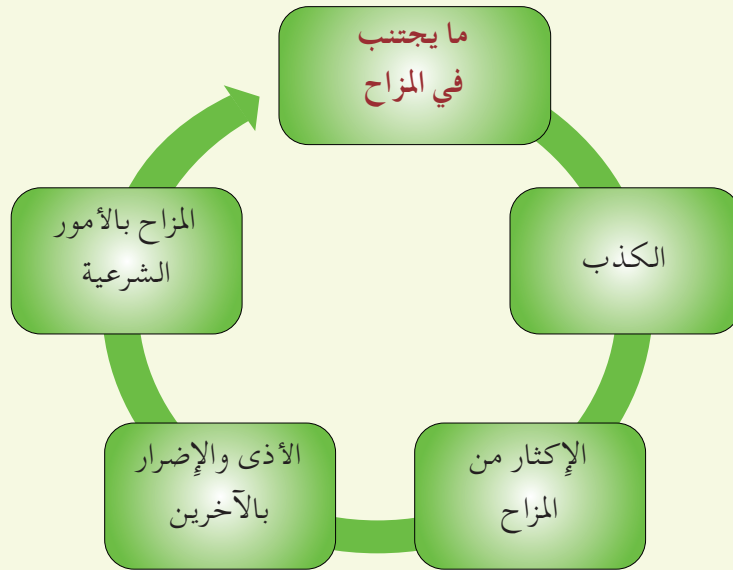 ما يجتنب
في المزاح
الكذب
الإكثار من
المزاح
الأذى والإضرار
بالآخرين
المزاح بالأمور
الشرعية